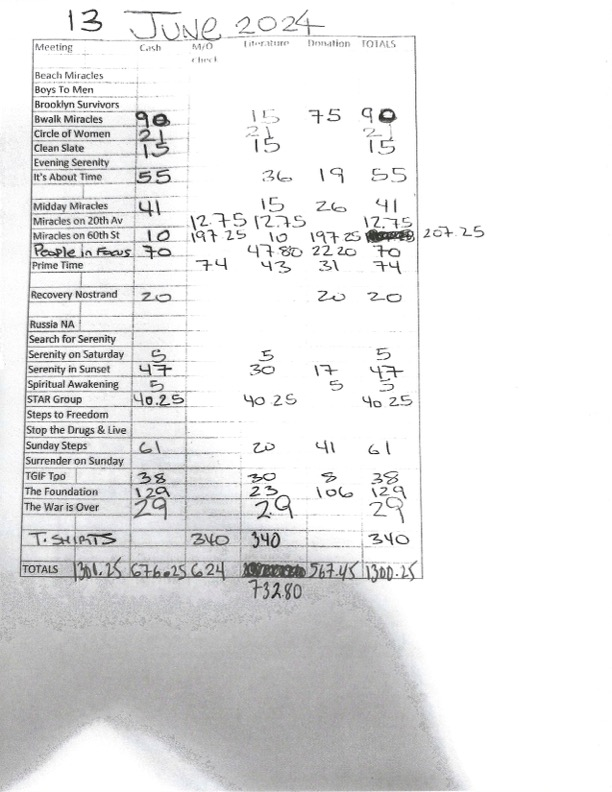 13 June 2024
Meeting Cash M/O Literature Donation TOTALS
Check
Beach Miracles
Boys To Men
Brooklyn Survivors
Bwalk Miracles 90 15 75 90
Circle of Women 21 21 21
Clean Slate 15 15 15
Evening Serenity
It's About Time 55 36 19 55
Midday Miracles 41 15 26 41
Miracles on 20th Av 12.75 12.75 12.75
Miracles on 60th St 10 197.25 10 197.25 207.25
People in Focus 70 47.80 22.20 70
Prime Time 74 43 31 74
Recovery Nostrand 20 20 20
Russia NA
Search for Serenity
Serenity on Saturday 5 5 5
Serenity in Sunset 47 30 17 47
Spiritual Awakening 5 5 5
STAR Group 40.25 40.25 40.25
Steps to Freedom
Stop the Drugs & Live
Sunday Steps 61 20 41 61
Surrender on Sunday
TGIF Too 38 30 8 38
The Foundation 129 23 106 129
The War is Over 29 29 29
T. SHIRTS 340 340 340
TOTALS 1301.25 676.25 624 567.45 1300.25
732.80